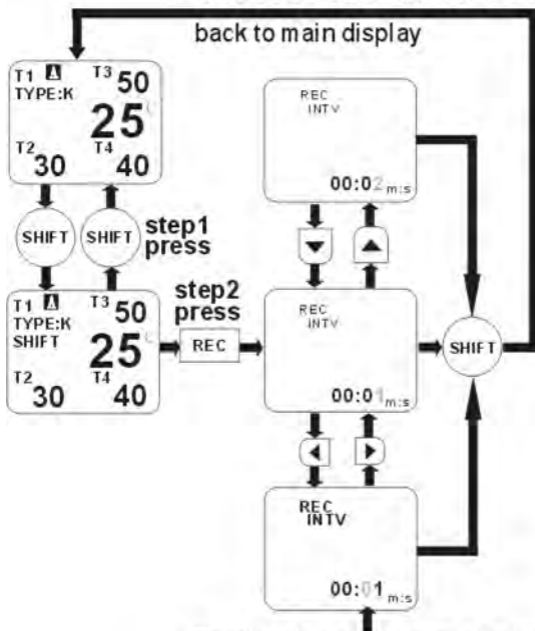 back to main display
T1 A T3 50
TYPE:K
25 C
T2 30 T4 40
SHIFT SHIFT step1
press
T1 A T3 50
TYPE:K
SHIFT 25 C
T2 30 T4 40
step2
press
REC
REC
INTV
00:02 m:s
REC
INTV
00:01 m:s
SHIFT
REC
INTV
00:01 m:s